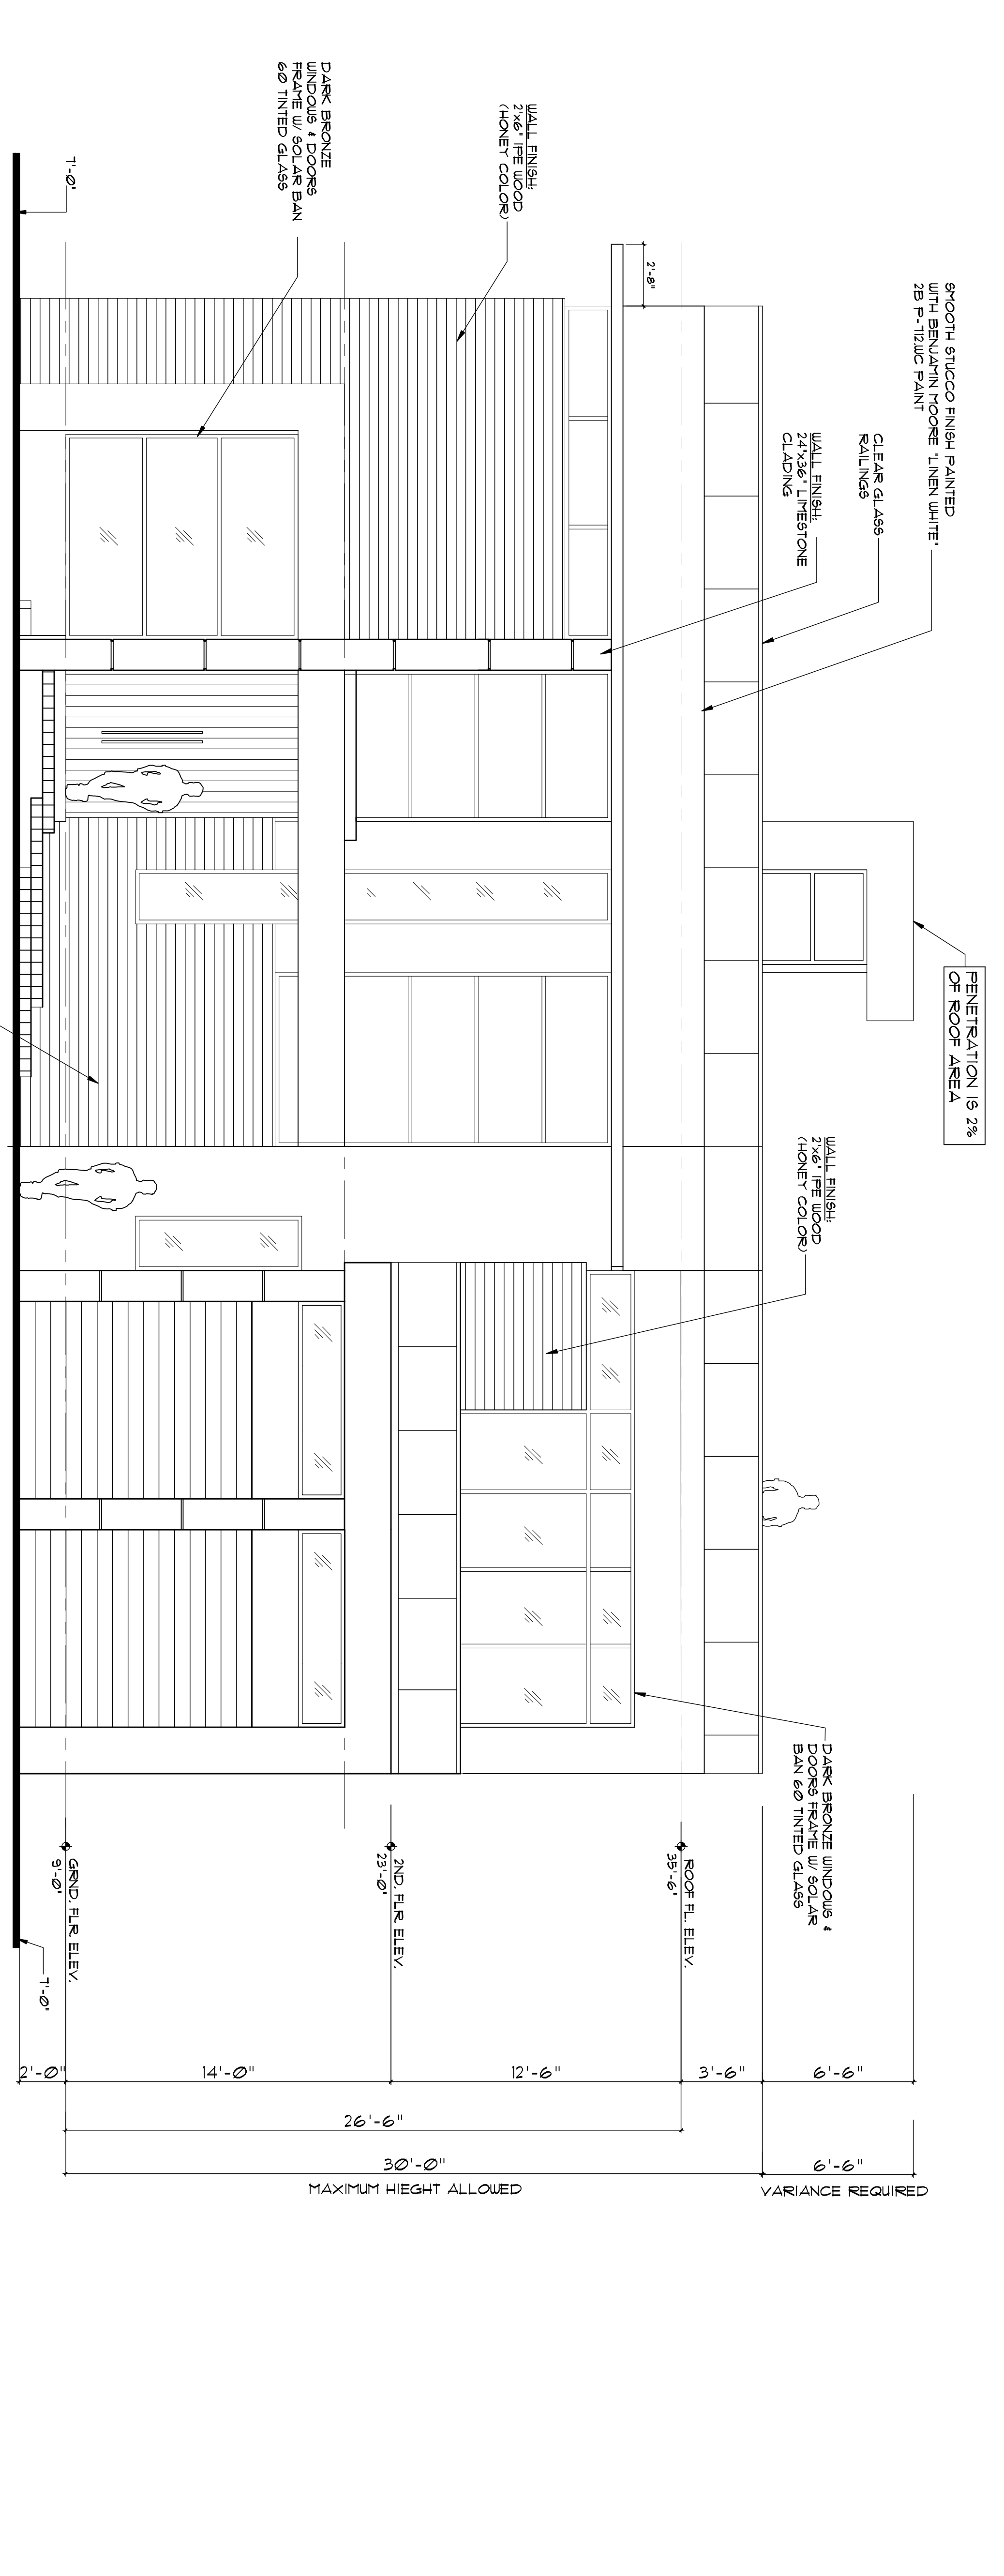 SMOOTH STUCCO FINISH PAINTED
WITH BENJAMIN MOORE "LINEN WHITE"
2B P-712.WC PAINT
CLEAR GLASS
RAILINGS
WALL FINISH:
24"x36" LIMESTONE
CLADING
WALL FINISH:
2"x6" IPE WOOD
(HONEY COLOR)
DARK BRONZE
WINDOWS & DOORS
FRAME W/ SOLAR BAN
60 TINTED GLASS
7'-0"
2'-8"
PENETRATION IS 2%
OF ROOF AREA
WALL FINISH:
2"x6" IPE WOOD
(HONEY COLOR)
DARK BRONZE WINDOWS &
DOORS FRAME W/ SOLAR
BAN 60 TINTED GLASS
ROOF FL. ELEV.
35'-6"
2ND. FLR. ELEV.
23'-0"
GRND. FLR. ELEV.
9'-0"
7'-0"
2'-0"
14'-0"
12'-6"
3'-6"
6'-6"
26'-6"
30'-0"
6'-6"
MAXIMUM HIEGHT ALLOWED
VARIANCE REQUIRED